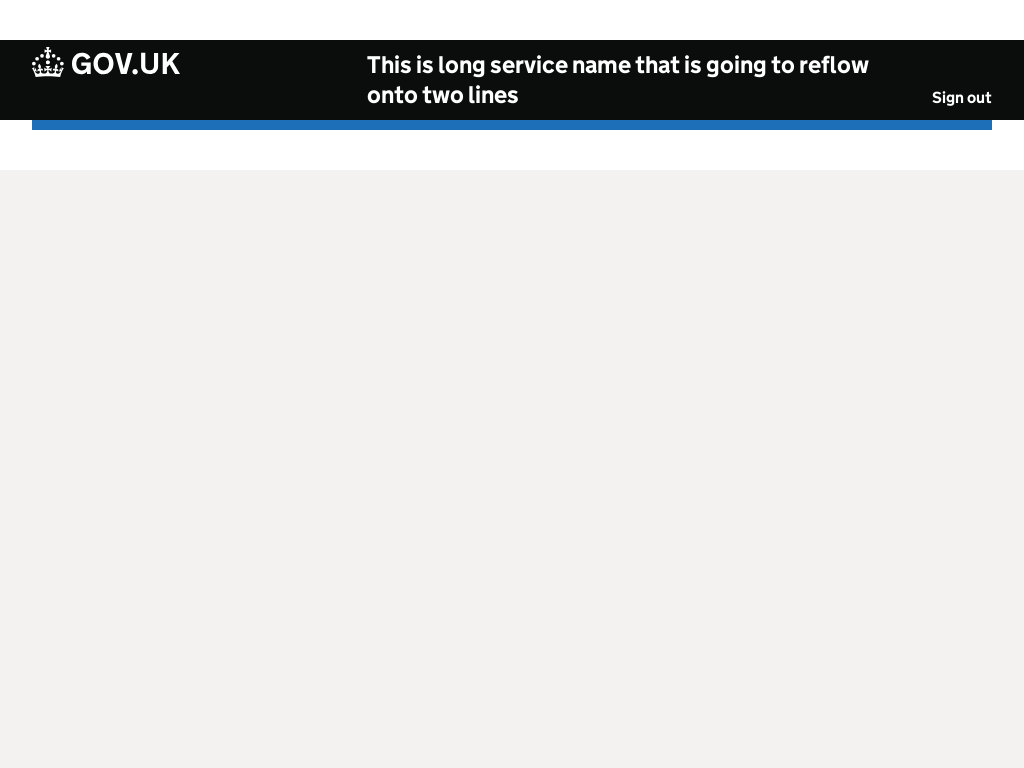 GOV.UK
This is long service name that is going to reflow
onto two lines
Sign out